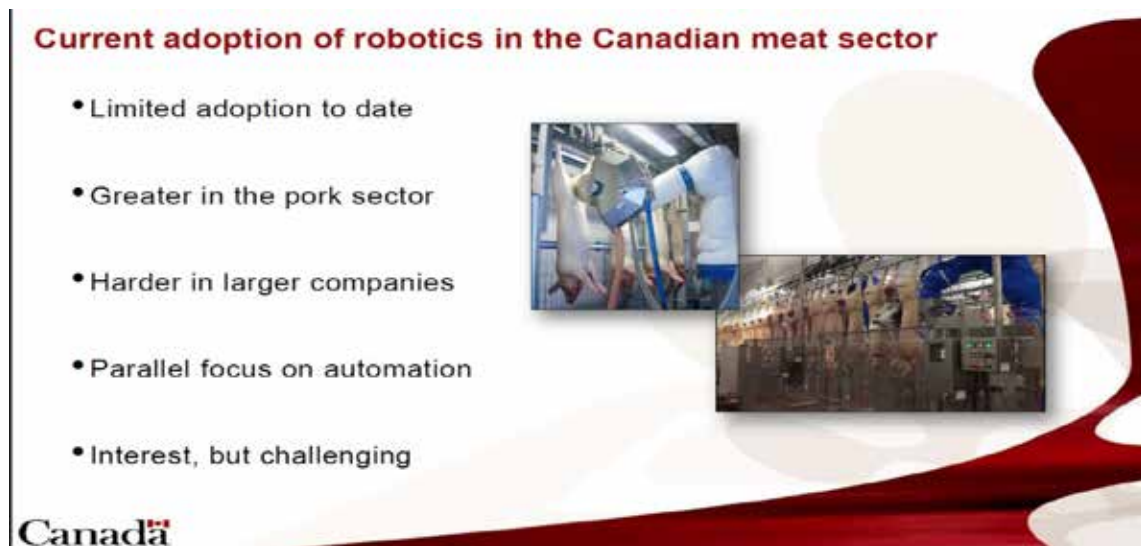 Current adoption of robotics in the Canadian meat sector
• Limited adoption to date
• Greater in the pork sector
• Harder in larger companies
• Parallel focus on automation
• Interest, but challenging
Canada